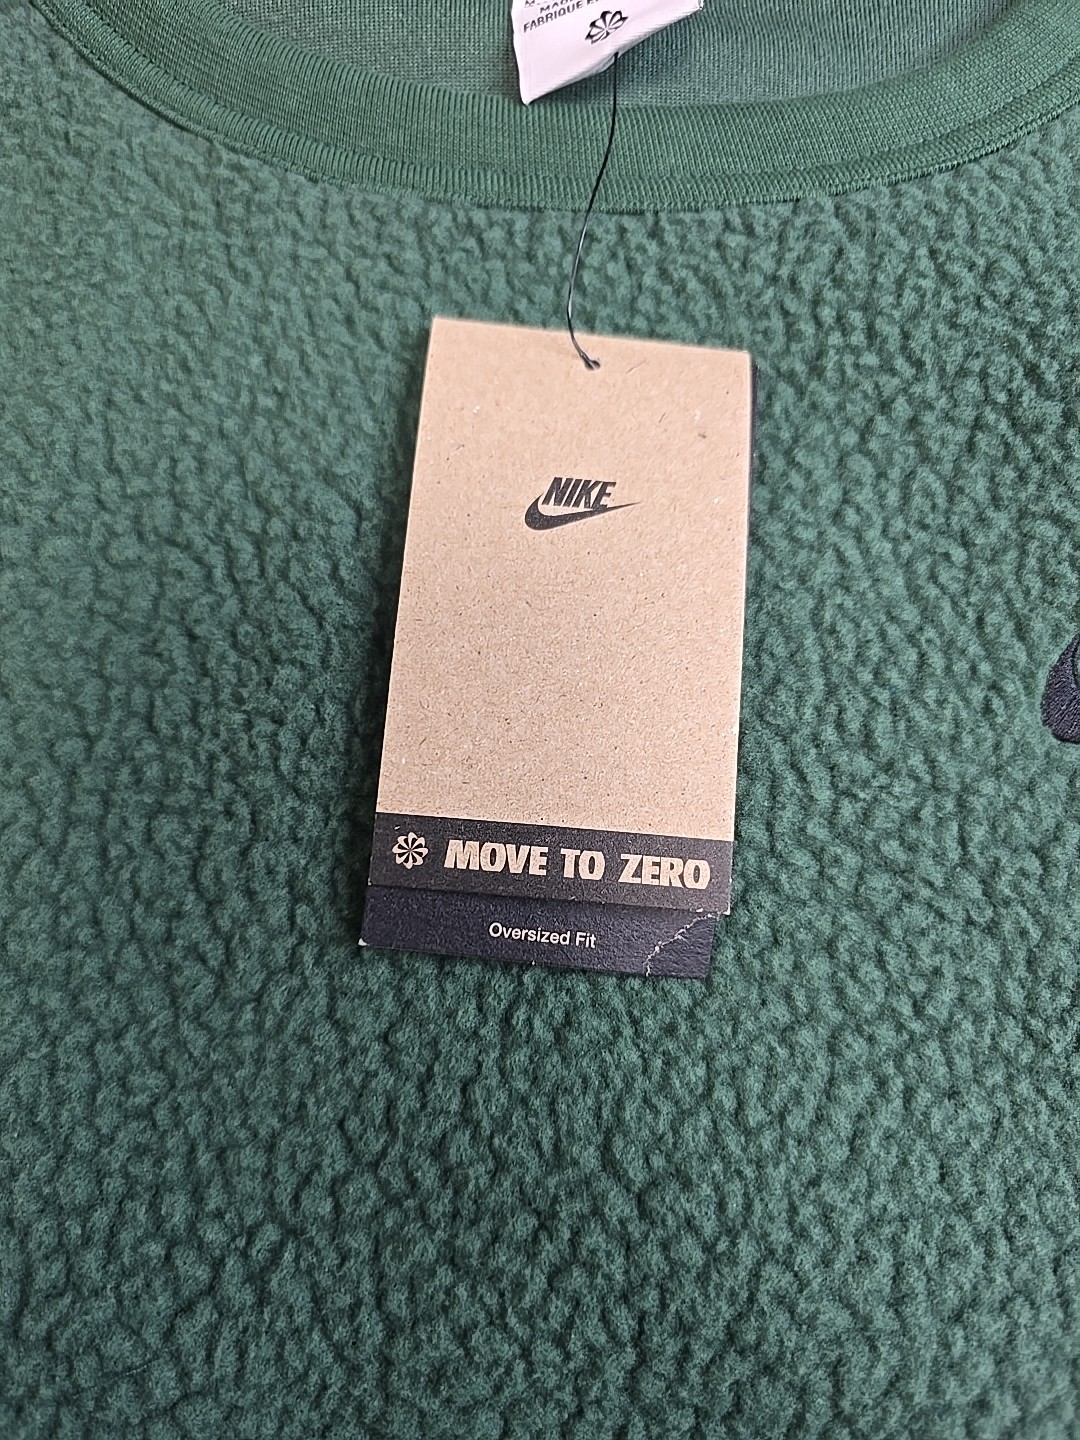 FABRIQUE E
NIKE
MOVE TO ZERO
Oversized Fit